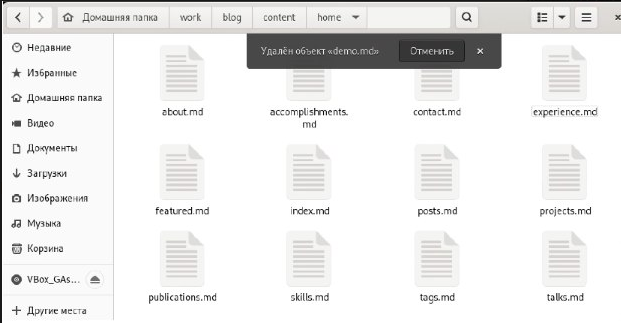 Домашняя папка work blog content home
Недавние
Избранные
Домашняя папка
Видео
Документы
Загрузки
Изображения
Музыка
Корзина
VBox_GAs...
Другие места
Удалён объект «demo.md» Отменить
about.md accomplishments.md contact.md experience.md
featured.md index.md posts.md projects.md
publications.md skills.md tags.md talks.md